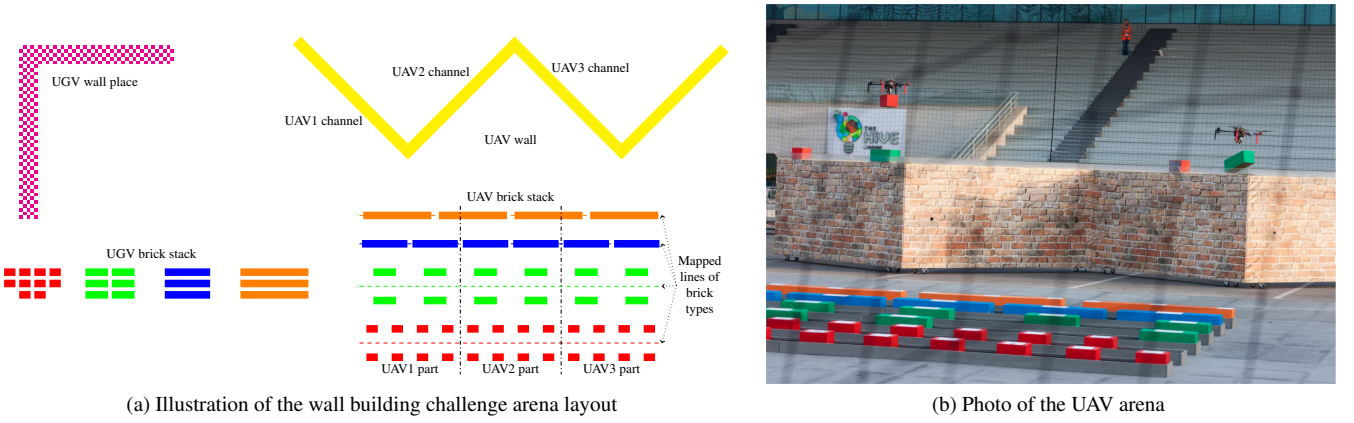 UGV wall place
UAV1 channel
UAV2 channel
UAV3 channel
UAV wall
UAV brick stack
UGV brick stack
Mapped
lines of
brick
types
UAV1 part
UAV2 part
UAV3 part
(a) Illustration of the wall building challenge arena layout
THE
HIVE
(b) Photo of the UAV arena